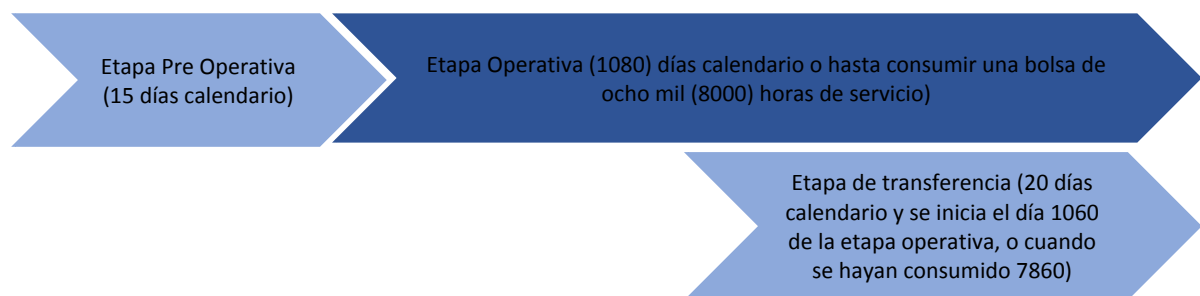 Etapa Pre Operativa
(15 días calendario)
Etapa Operativa (1080) días calendario o hasta consumir una bolsa de
ocho mil (8000) horas de servicio)
Etapa de transferencia (20 días
calendario y se inicia el día 1060
de la etapa operativa, o cuando
se hayan consumido 7860)